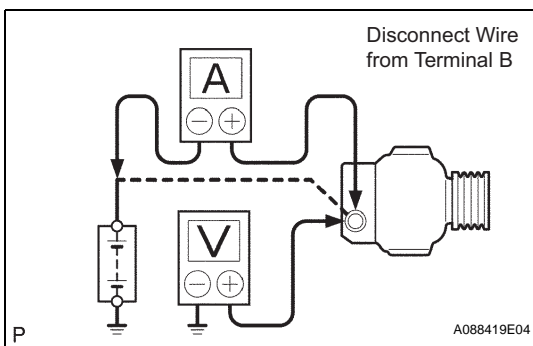 Disconnect Wire
from Terminal B
A
− +
V
− +
P
A088419E04